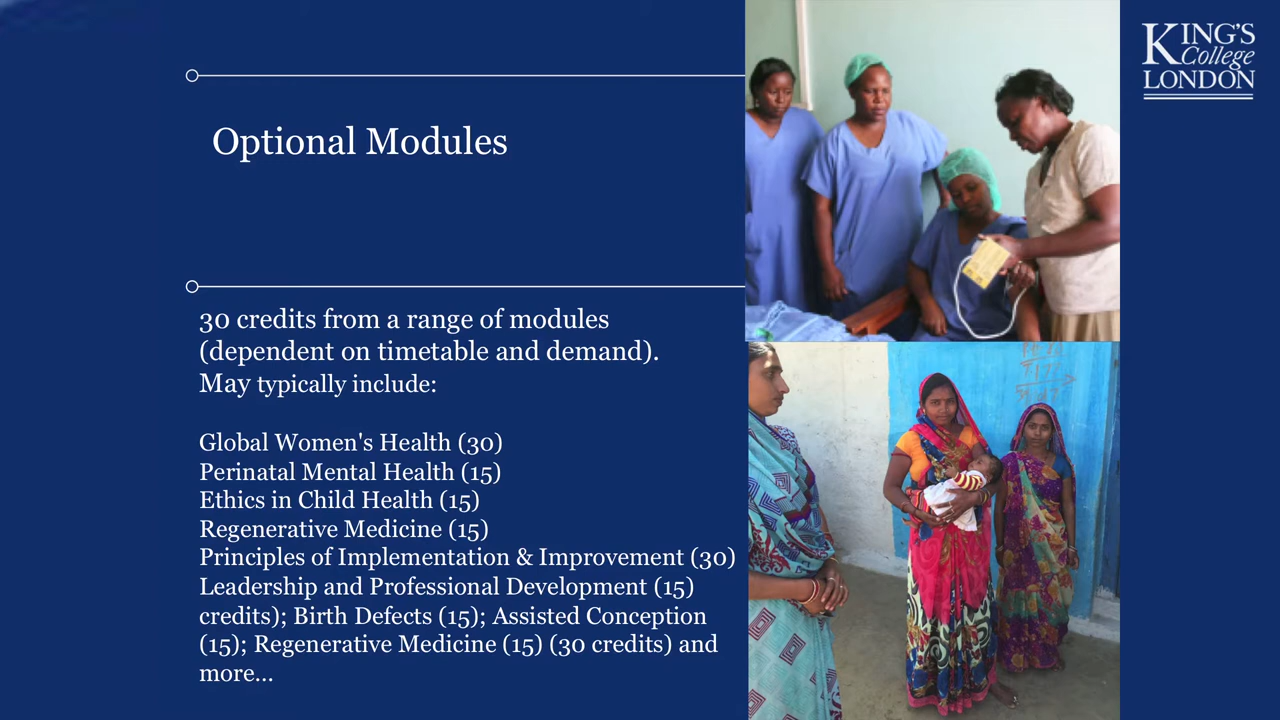 KING'S
College
LONDON
Optional Modules
30 credits from a range of modules
(dependent on timetable and demand).
May typically include:
Global Women's Health (30)
Perinatal Mental Health (15)
Ethics in Child Health (15)
Regenerative Medicine (15)
Principles of Implementation & Improvement (30)
Leadership and Professional Development (15)
credits); Birth Defects (15); Assisted Conception
(15); Regenerative Medicine (15) (30 credits) and
more...